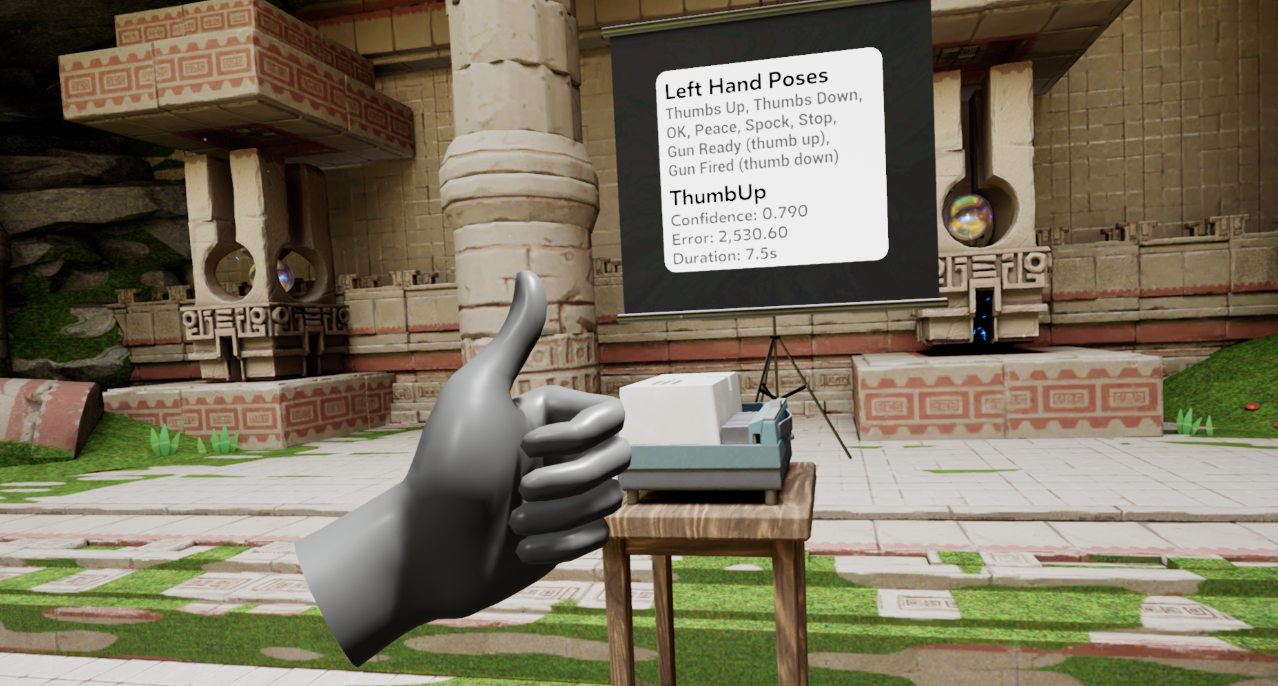 Left Hand Poses
Thumbs Up, Thumbs Down,
OK, Peace, Spock, Stop,
Gun Ready (thumb up),
Gun Fired (thumb down)
ThumbUp
Confidence: 0.790
Error: 2,530.60
Duration: 7.5s